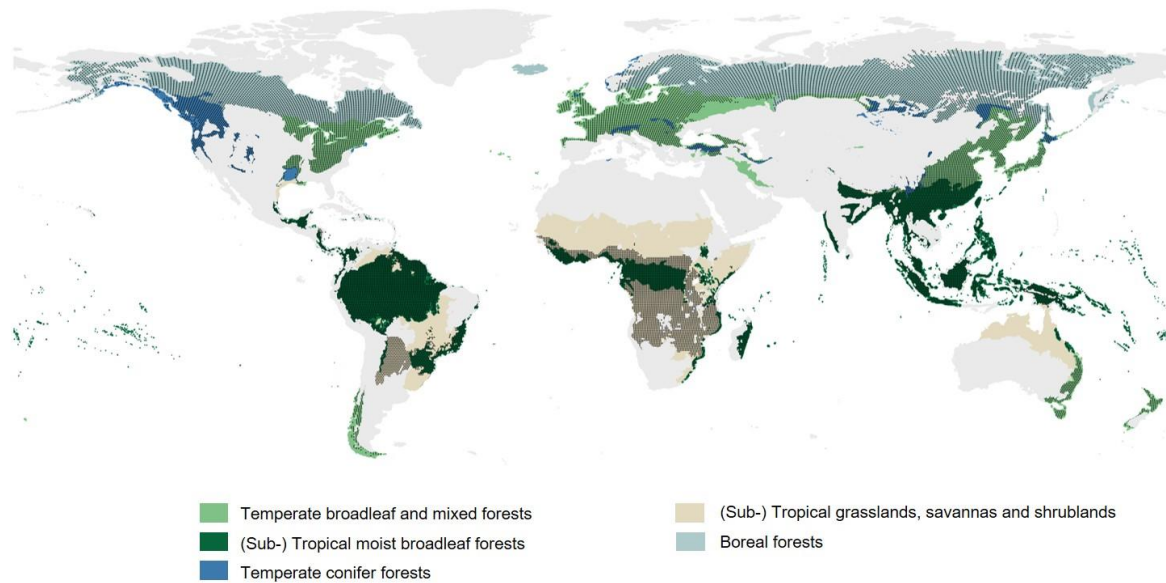 Temperate broadleaf and mixed forests
(Sub-) Tropical moist broadleaf forests
Temperate conifer forests
(Sub-) Tropical grasslands, savannas and shrublands
Boreal forests